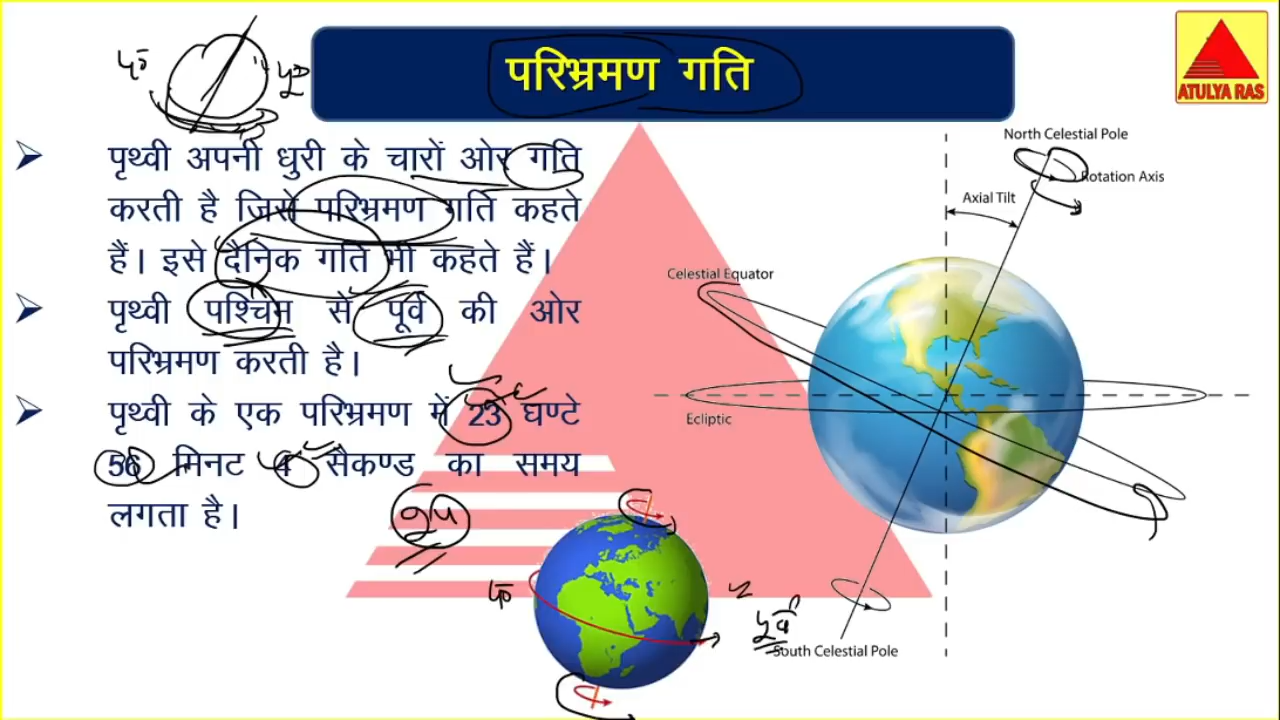 परिभ्रमण गति
ATULYA RAS
पृथ्वी अपनी धुरी के चारों ओर गति
करती है जिसे परिभ्रमण गति कहते
हैं। इसे दैनिक गति भी कहते हैं।
पृथ्वी पश्चिम से पूर्व की ओर
परिभ्रमण करती है।
पृथ्वी के एक परिभ्रमण में 23 घण्टे
56 मिनट 4 सैकण्ड का समय
लगता है।
North Celestial Pole
Rotation Axis
Axial Tilt
Celestial Equator
Ecliptic
South Celestial Pole
पूर्व